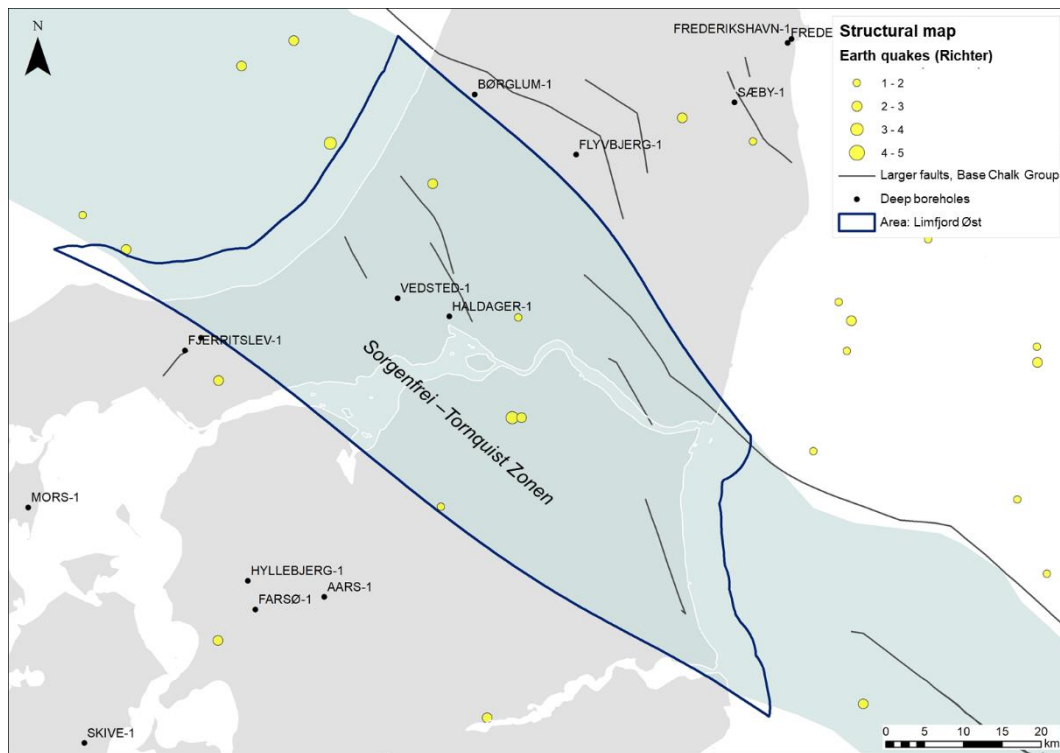 N
Structural map
Earth quakes (Richter)
1 - 2
2 - 3
3 - 4
4 - 5
Larger faults, Base Chalk Group
Deep boreholes
Area: Limfjord Øst
FREDERIKSHAVN-1
FREDE
SÆBY-1
BØRGLUM-1
FLYVBJERG-1
VEDSTED-1
HALDAGER-1
FJERRITSLEV-1
Sorgenfrei –Tornquist Zonen
MORS-1
HYLLEBJERG-1
FARSØ-1
AARS-1
SKIVE-1
0 5 10 15 20
km